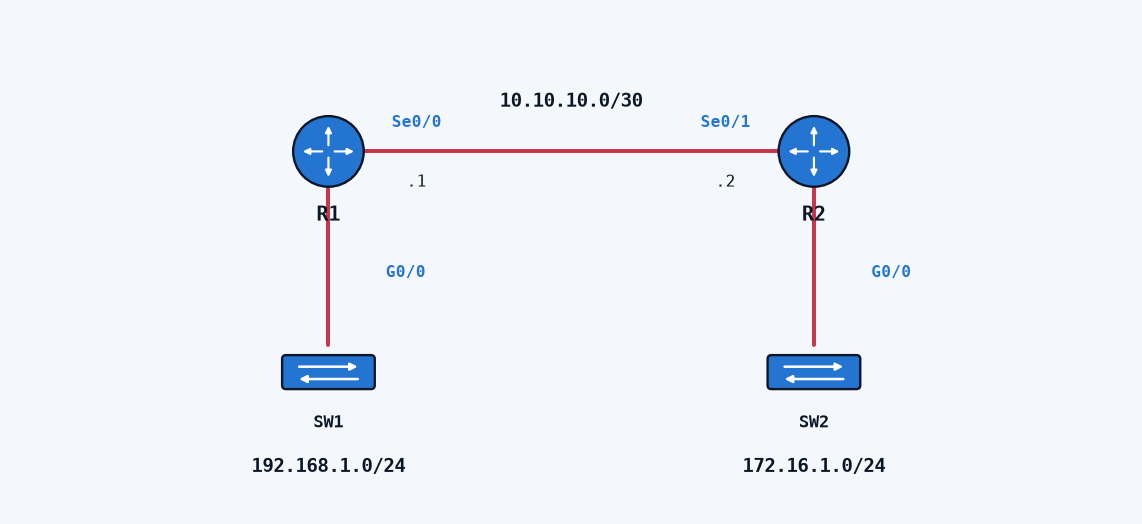 10.10.10.0/30
Se0/0
Se0/1
.1
.2
R1
R2
G0/0
G0/0
SW1
SW2
192.168.1.0/24
172.16.1.0/24